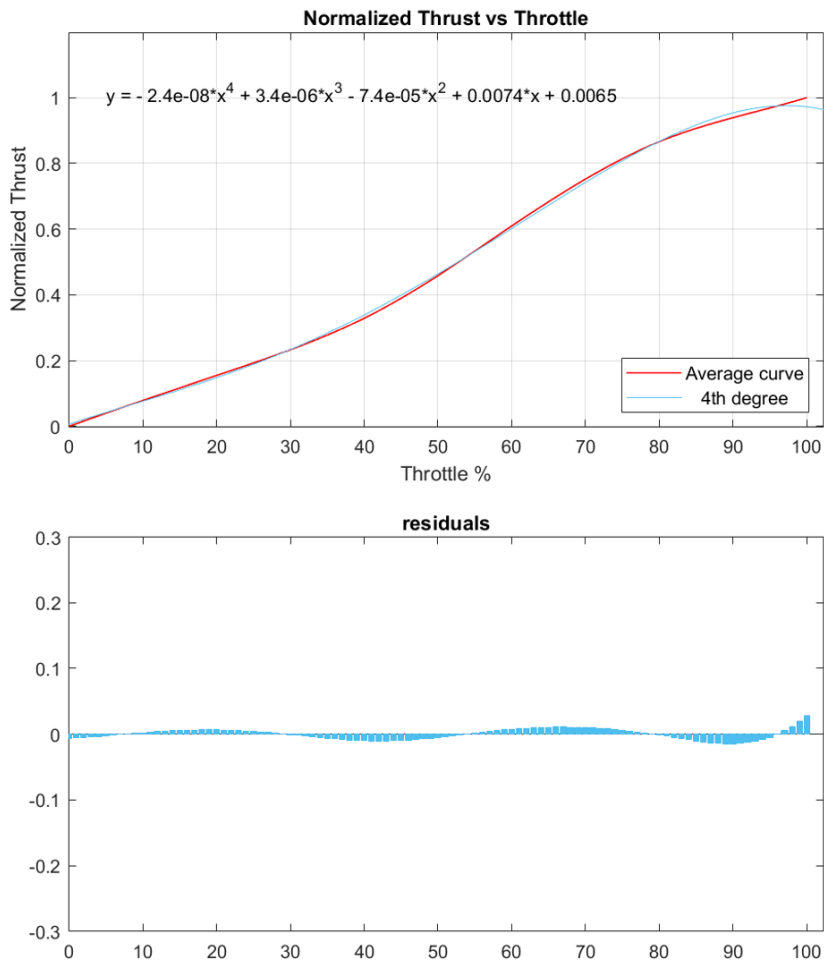 Normalized Thrust vs Throttle
y = - 2.4e-08*x^4 + 3.4e-06*x^3 - 7.4e-05*x^2 + 0.0074*x + 0.0065
1
0.8
0.6
0.4
0.2
0
Normalized Thrust
Average curve
4th degree
0 10 20 30 40 50 60 70 80 90 100
Throttle %
residuals
0.3
0.2
0.1
0
-0.1
-0.2
-0.3
0 10 20 30 40 50 60 70 80 90 100